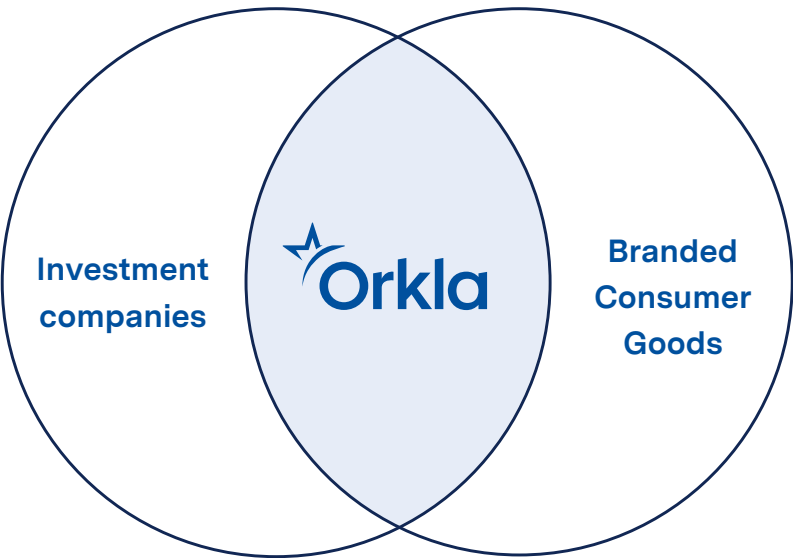 Investment
companies
Orkla
Branded
Consumer
Goods